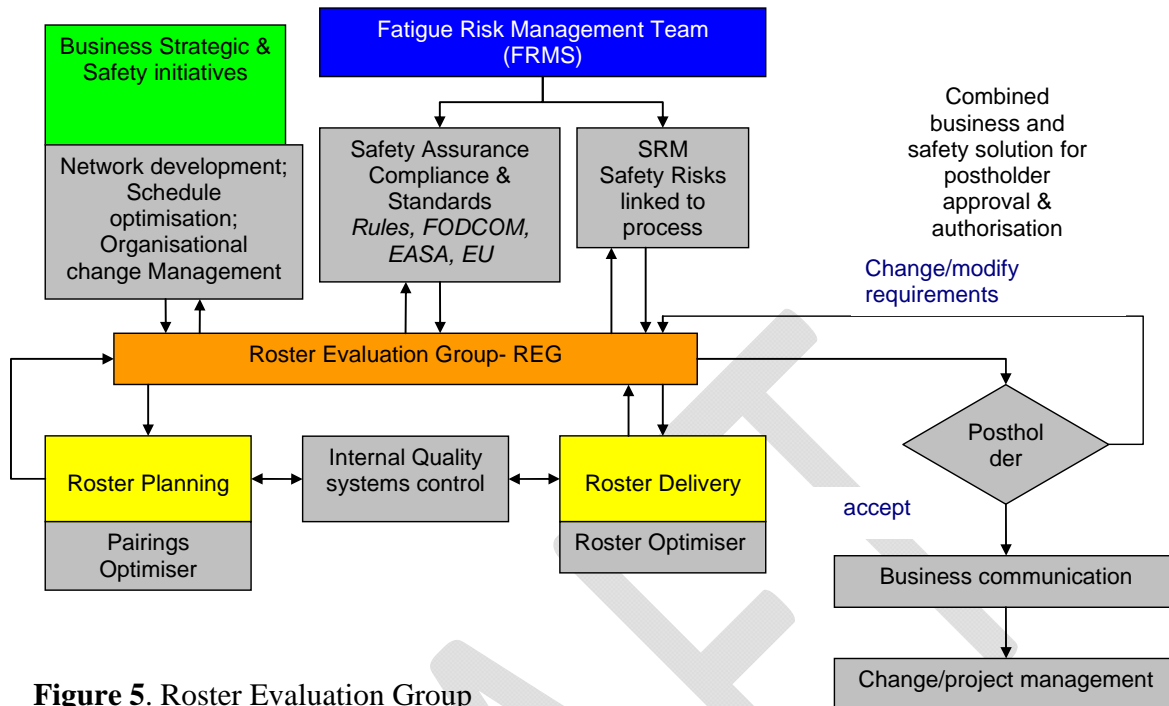 Business Strategic &
Safety initiatives
Fatigue Risk Management Team
(FRMS)
Network development;
Schedule
optimisation;
Organisational
change Management
Safety Assurance
Compliance &
Standards
Rules, FODCOM,
EASA, EU
SRM
Safety Risks
linked to
process
Combined
business and
safety solution for
postholder
approval &
authorisation
Change/modify
requirements
Roster Evaluation Group- REG
Posthol
der
Roster Planning
Internal Quality
systems control
Roster Delivery
accept
Pairings
Optimiser
Roster Optimiser
Business communication
Change/project management
Figure 5. Roster Evaluation Group